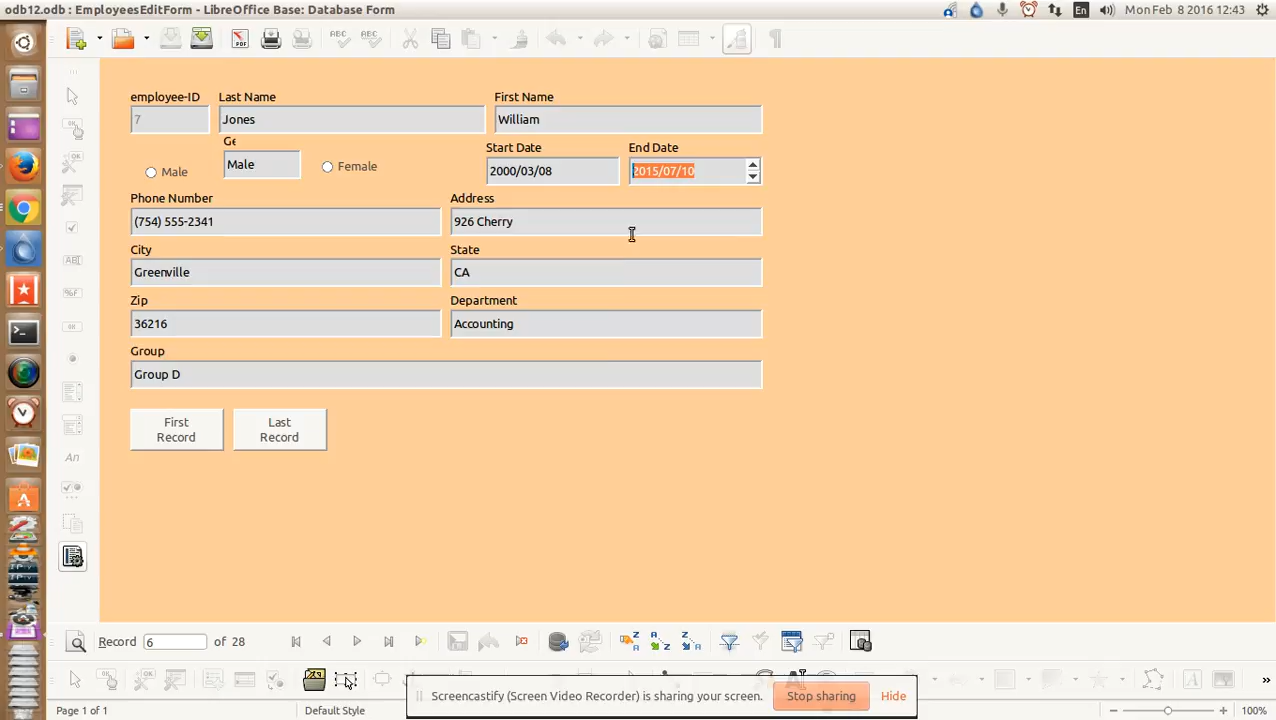 odb12.odb : EmployeesEditForm - LibreOffice Base: Database Form
En
Mon Feb 8 2016 12:43
employee-ID Last Name First Name
7 Jones William
Ge
Male Male Female
Start Date End Date
2000/03/08 2015/07/10
Phone Number Address
(754) 555-2341 926 Cherry
City State
Greenville CA
Zip Department
36216 Accounting
Group
Group D
First Record
Last Record
Record 6 of 28
Screencastify (Screen Video Recorder) is sharing your screen. Stop sharing Hide
Page 1 of 1 Default Style 100%